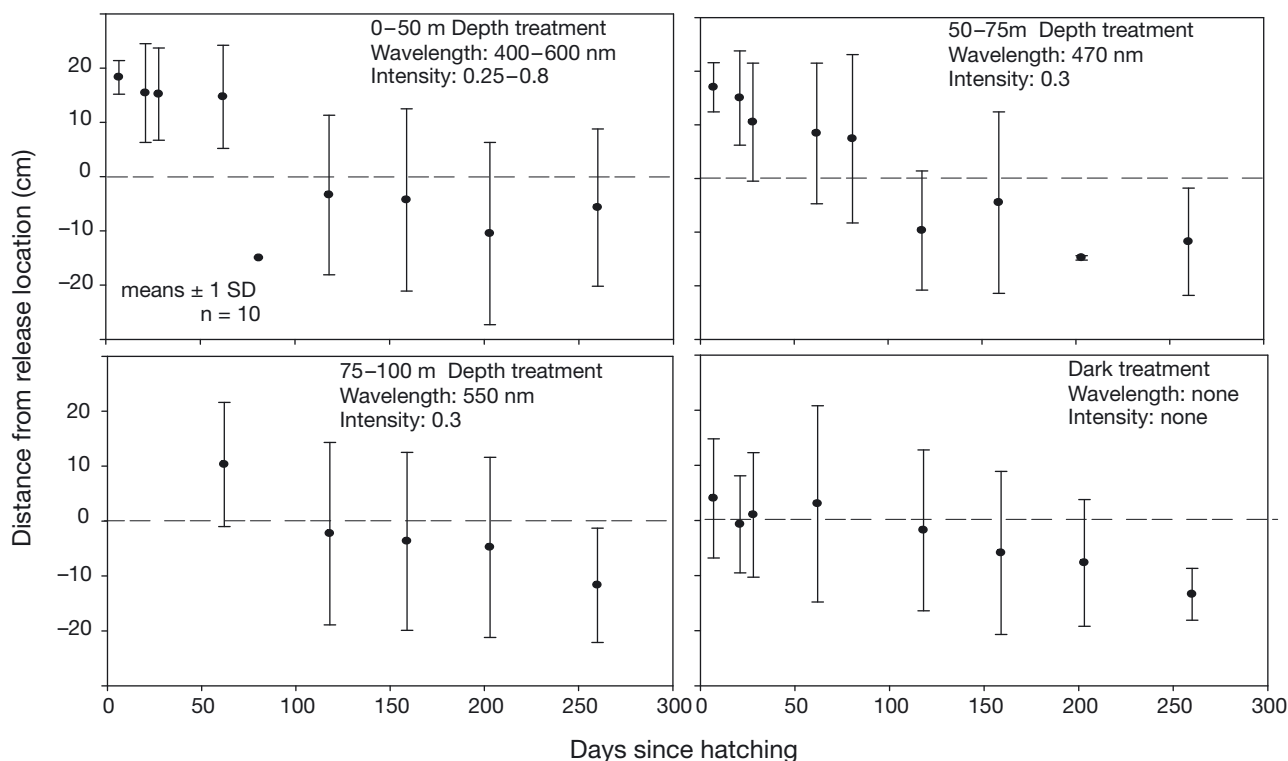 0–50 m Depth treatment
Wavelength: 400–600 nm
Intensity: 0.25–0.8
50–75m Depth treatment
Wavelength: 470 nm
Intensity: 0.3
20
10
0
–10
–20
means ± 1 SD
n = 10
75–100 m Depth treatment
Wavelength: 550 nm
Intensity: 0.3
Dark treatment
Wavelength: none
Intensity: none
20
10
0
–10
–20
Distance from release location (cm)
0 50 100 150 200 250 300
0 50 100 150 200 250 300
Days since hatching